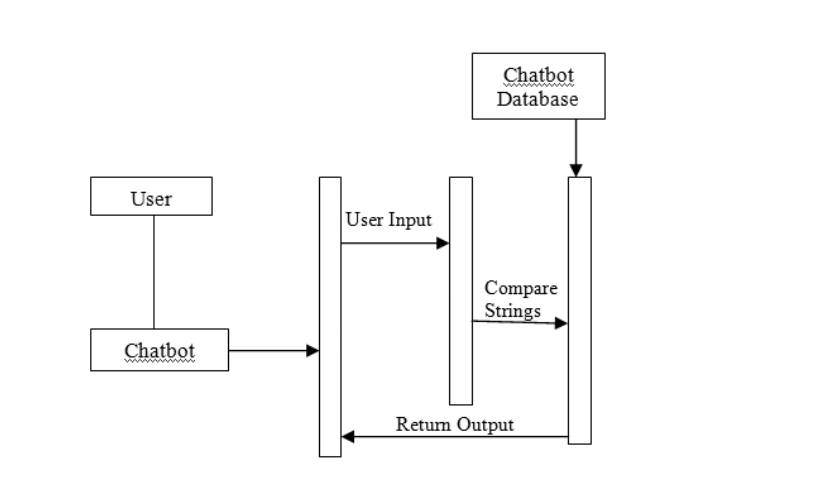 Chatbot
Database
User
User Input
Compare
Strings
Chatbot
Return Output